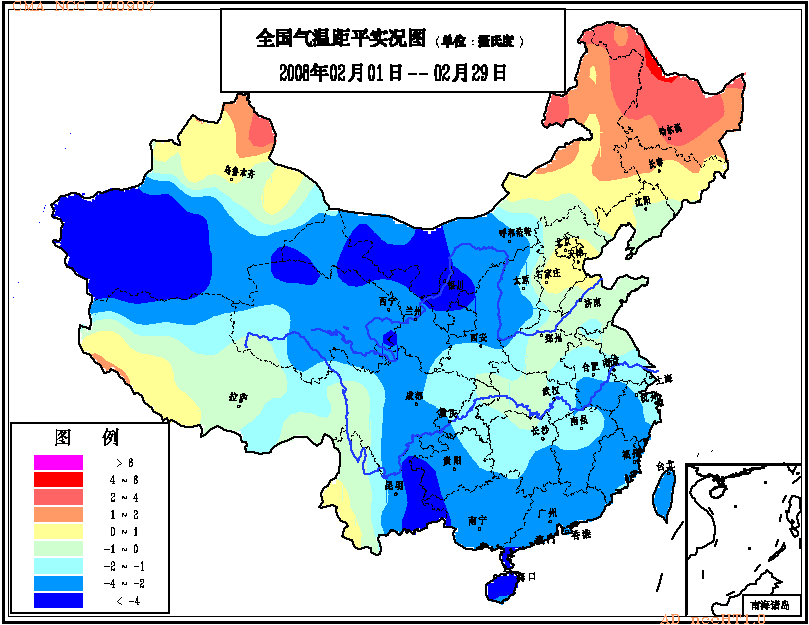 全国气温距平实况图 (单位:摄氏度)
2008年02月01日--02月29日
哈尔滨
长春
沈阳
乌鲁木齐
呼和浩特
北京
天津
石家庄
太原
银川
济南
西宁
兰州
郑州
西安
合肥
南京
上海
杭州
拉萨
成都
重庆
武汉
南昌
长沙
贵阳
福州
台北
昆明
南宁
广州
香港
澳门
海口
图 例
> 6
4 ~ 6
2 ~ 4
1 ~ 2
0 ~ 1
-1 ~ 0
-2 ~ -1
-4 ~ -2
< -4
南海诸岛